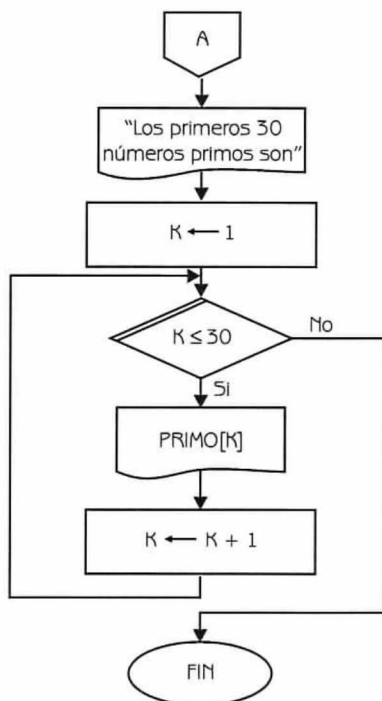 A
“Los primeros 30
números primos son”
K ← 1
K ≤ 30
No
Si
PRIMO[K]
K ← K + 1
FIN